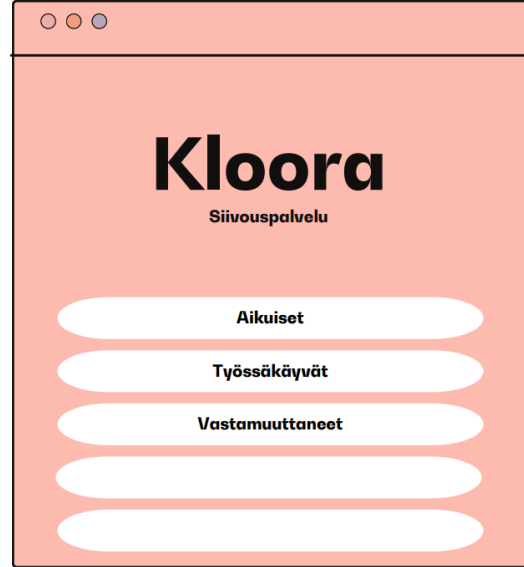 Kloora
Siivouspalvelu
Aikuiset
Työssäkäyvät
Vastamuuttaneet